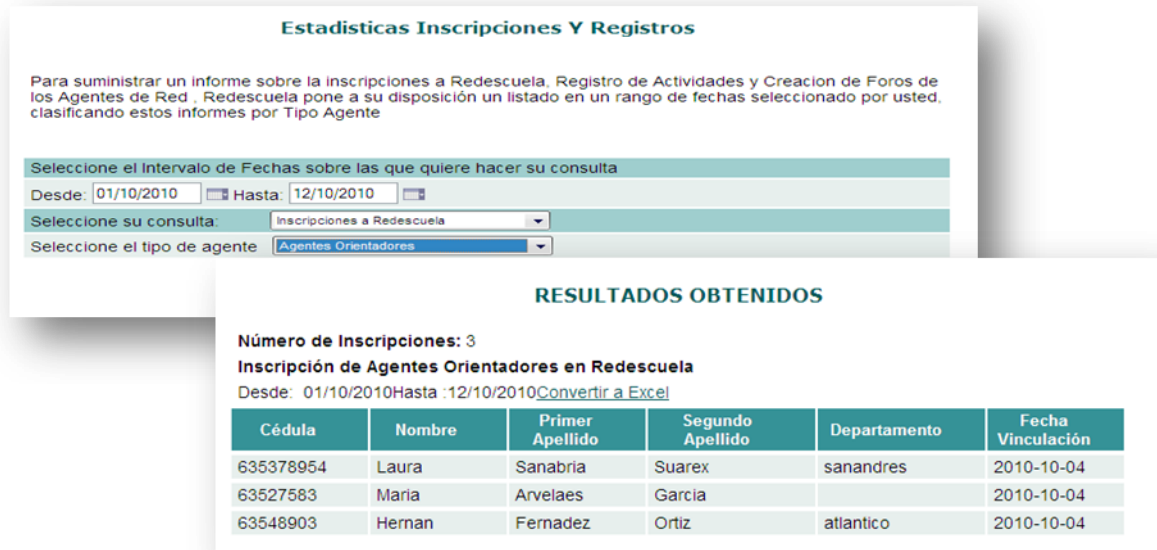 Estadisticas Inscripciones Y Registros
Para suministrar un informe sobre la inscripciones a Redescuela, Registro de Actividades y Creacion de Foros de
los Agentes de Red , Redescuela pone a su disposición un listado en un rango de fechas seleccionado por usted,
clasificando estos informes por Tipo Agente
Seleccione el Intervalo de Fechas sobre las que quiere hacer su consulta
Desde: 01/10/2010 Hasta: 12/10/2010
Seleccione su consulta: Inscripciones a Redescuela
Seleccione el tipo de agente Agentes Orientadores
RESULTADOS OBTENIDOS
Número de Inscripciones: 3
Inscripción de Agentes Orientadores en Redescuela
Desde: 01/10/2010Hasta :12/10/2010Convertir a Excel
Cédula Nombre Primer Apellido Segundo Apellido Departamento Fecha Vinculación
635378954 Laura Sanabria Suarex sanandres 2010-10-04
63527583 Maria Arvelaes Garcia 2010-10-04
63548903 Hernan Fernadez Ortiz atlantico 2010-10-04